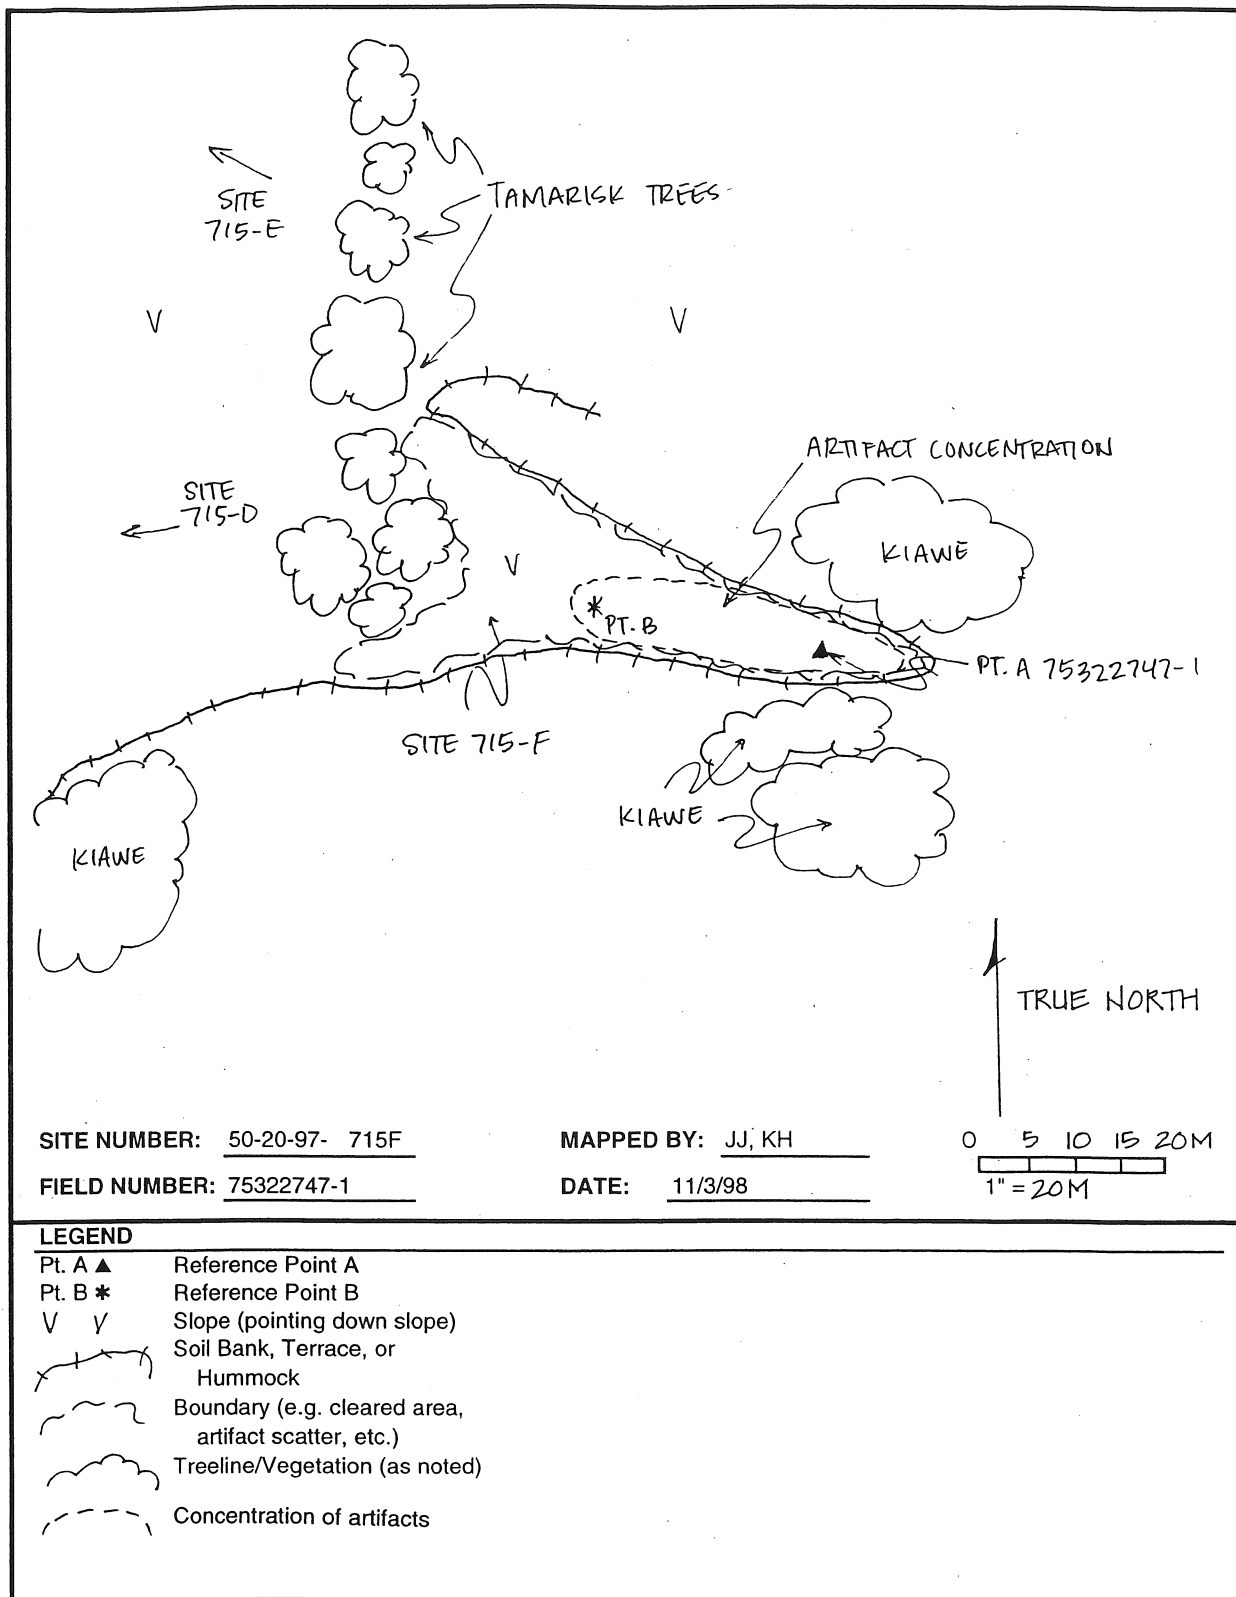 SITE
715-E
TAMARISK TREES
V
V
ARTIFACT CONCENTRATION
SITE
715-D
KIAWE
V
PT. B
PT. A 75322747-1
SITE 715-F
KIAWE
KIAWE
TRUE NORTH
SITE NUMBER: 50-20-97- 715F
MAPPED BY: JJ, KH
0 5 10 15 20M
FIELD NUMBER: 75322747-1
DATE: 11/3/98
1" = 20M
LEGEND
Pt. A ▲ Reference Point A
Pt. B * Reference Point B
V V Slope (pointing down slope)
Soil Bank, Terrace, or
Hummock
Boundary (e.g. cleared area,
artifact scatter, etc.)
Treeline/Vegetation (as noted)
Concentration of artifacts